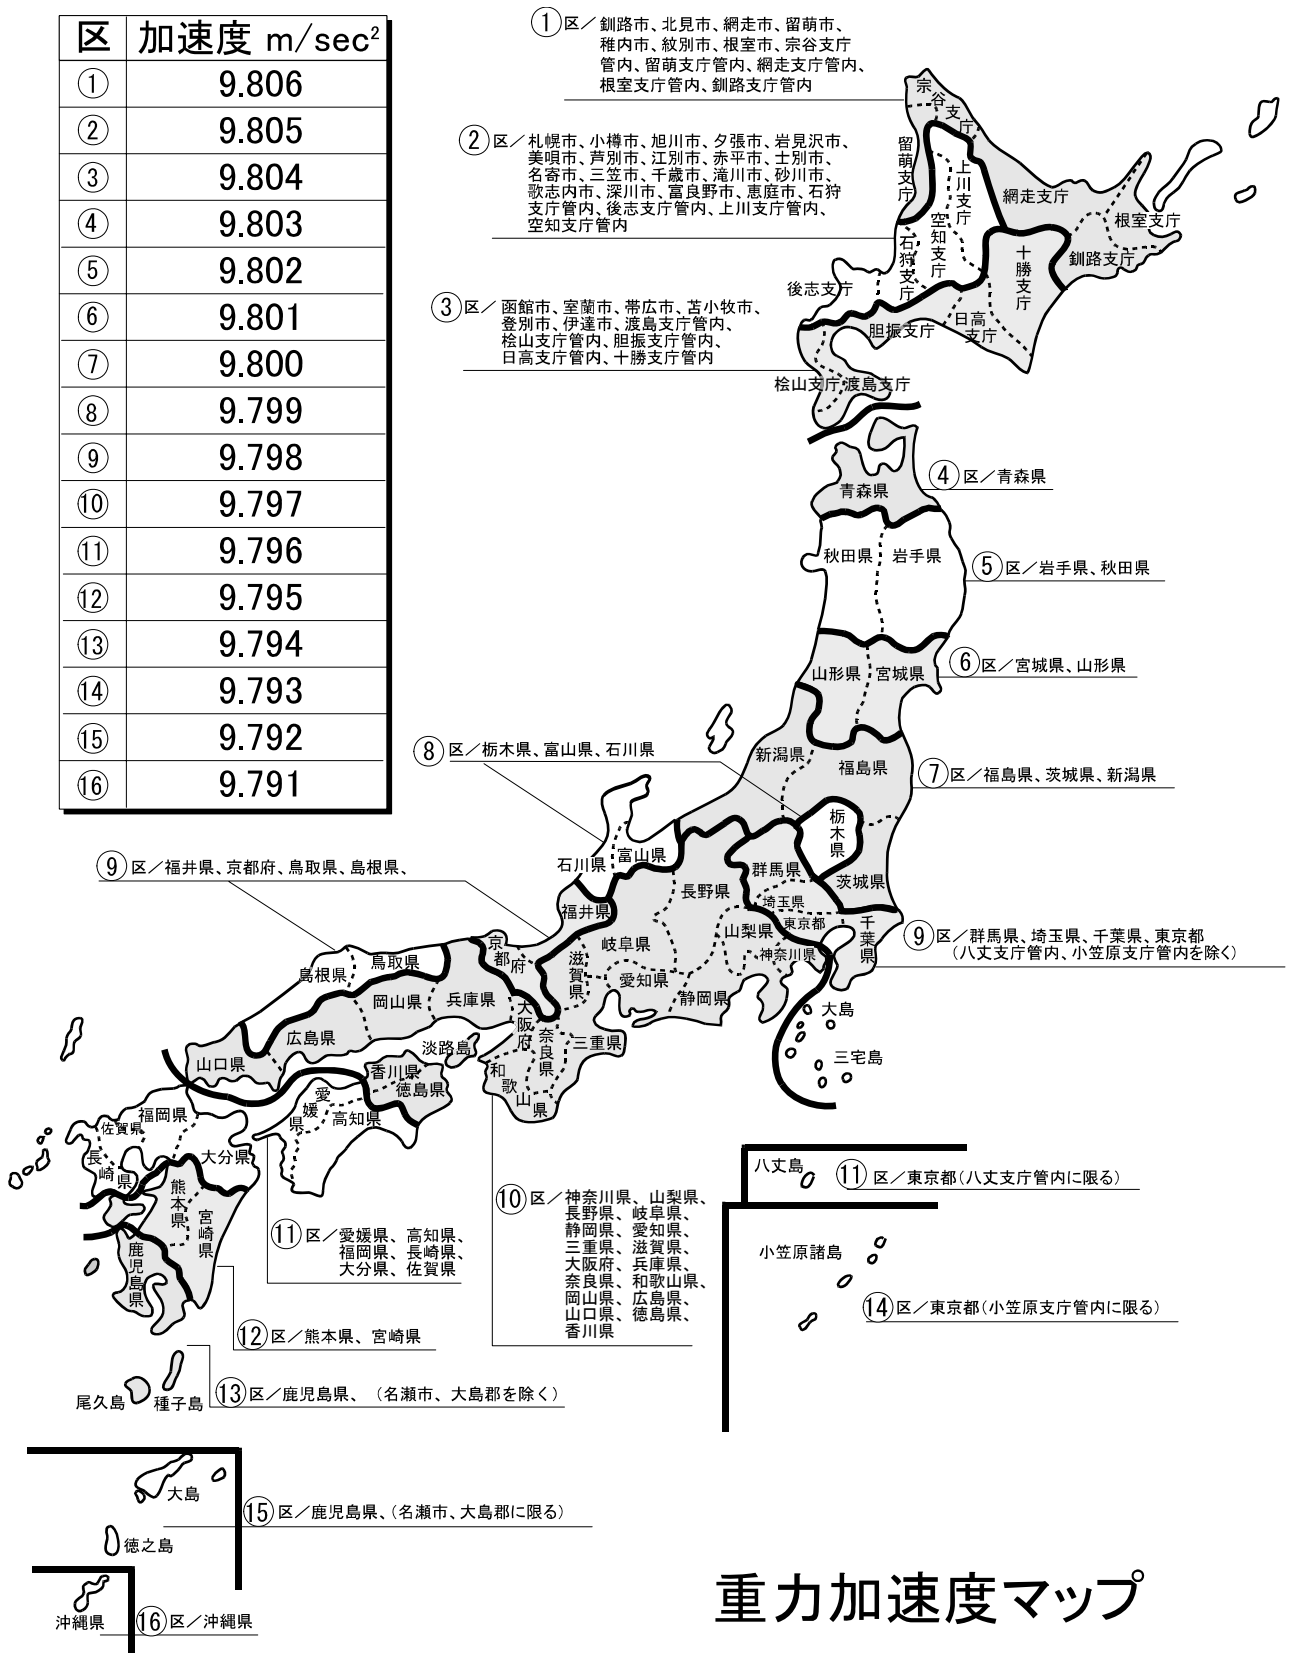 区 加速度 m/sec²
① 9.806
② 9.805
③ 9.804
④ 9.803
⑤ 9.802
⑥ 9.801
⑦ 9.800
⑧ 9.799
⑨ 9.798
⑩ 9.797
⑪ 9.796
⑫ 9.795
⑬ 9.794
⑭ 9.793
⑮ 9.792
⑯ 9.791
①区/釧路市、北見市、網走市、留萌市、
稚内市、紋別市、根室市、宗谷支庁
管内、留萌支庁管内、網走支庁管内、
根室支庁管内、釧路支庁管内
②区/札幌市、小樽市、旭川市、夕張市、岩見沢市、
美唄市、芦別市、江別市、赤平市、士別市、
名寄市、三笠市、千歳市、滝川市、砂川市、
歌志内市、深川市、富良野市、恵庭市、石狩
支庁管内、後志支庁管内、上川支庁管内、
空知支庁管内
③区/函館市、室蘭市、帯広市、苫小牧市、
登別市、伊達市、渡島支庁管内、
桧山支庁管内、胆振支庁管内、
日高支庁管内、十勝支庁管内
宗谷支庁
留萌支庁
上川支庁
網走支庁
根室支庁
空知支庁
石狩支庁
十勝支庁
釧路支庁
後志支庁
胆振支庁
日高支庁
桧山支庁
渡島支庁
④区/青森県
青森県
秋田県
岩手県
⑤区/岩手県、秋田県
山形県
宮城県
⑥区/宮城県、山形県
⑧区/栃木県、富山県、石川県
新潟県
福島県
⑦区/福島県、茨城県、新潟県
栃木県
⑨区/福井県、京都府、鳥取県、島根県、
石川県
富山県
群馬県
茨城県
長野県
埼玉県
福井県
東京都
千葉県
⑨区/群馬県、埼玉県、千葉県、東京都
(八丈支庁管内、小笠原支庁管内を除く)
山梨県
神奈川県
京都府
岐阜県
滋賀県
愛知県
静岡県
島根県
鳥取県
岡山県
兵庫県
大阪府
奈良県
三重県
大島
三宅島
広島県
山口県
淡路島
香川県
徳島県
和歌山県
愛媛県
高知県
福岡県
佐賀県
大分県
長崎県
熊本県
宮崎県
鹿児島県
八丈島
⑪区/東京都(八丈支庁管内に限る)
小笠原諸島
⑭区/東京都(小笠原支庁管内に限る)
⑩区/神奈川県、山梨県、
長野県、岐阜県、
静岡県、愛知県、
三重県、滋賀県、
大阪府、兵庫県、
奈良県、和歌山県、
岡山県、広島県、
山口県、徳島県、
香川県
⑪区/愛媛県、高知県、
福岡県、長崎県、
大分県、佐賀県
⑫区/熊本県、宮崎県
⑬区/鹿児島県、(名瀬市、大島郡を除く)
尾久島
種子島
大島
⑮区/鹿児島県、(名瀬市、大島郡に限る)
徳之島
沖縄県
⑯区/沖縄県
重力加速度マップ